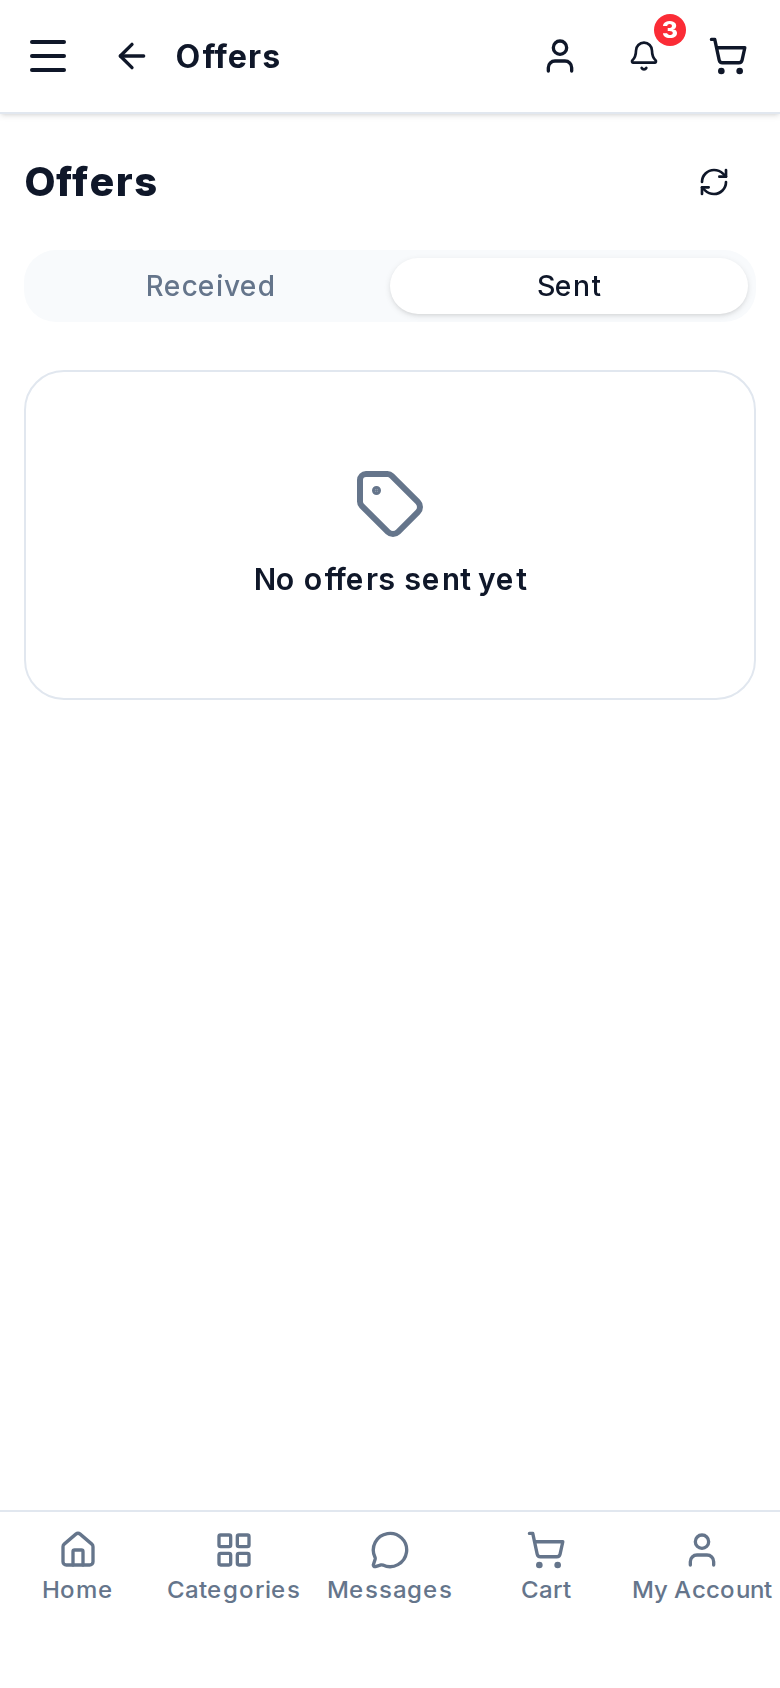 Offers
3
Offers
Received
Sent
No offers sent yet
Home
Categories
Messages
Cart
My Account